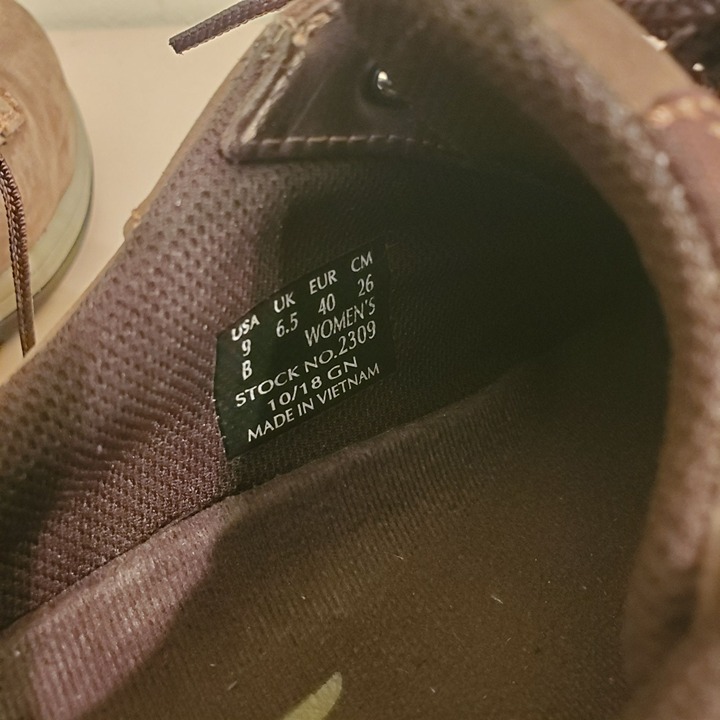 USA UK EUR CM
9 6.5 40 26
B WOMEN'S
STOCK NO.2309
10/18 GN
MADE IN VIETNAM